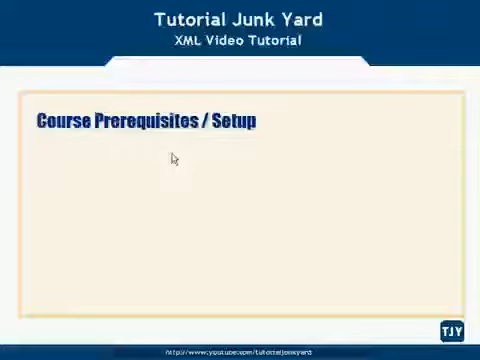 Tutorial Junk Yard
XML Video Tutorial
Course Prerequisites / Setup
TJY
http://www.youtube.com/tutorialjunkyard